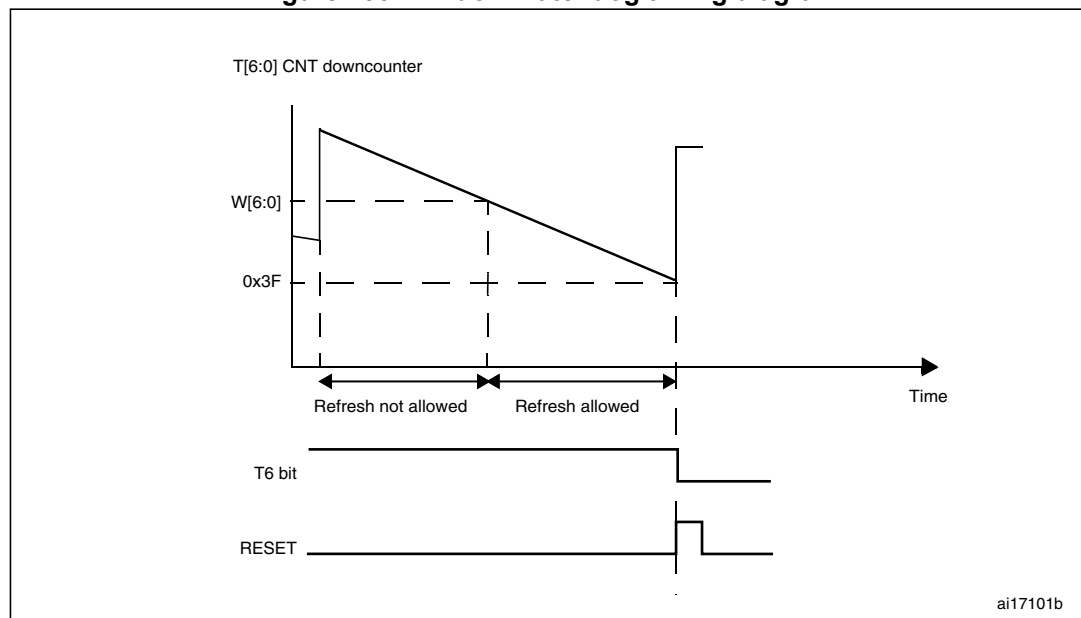 T[6:0] CNT downcounter
W[6:0]
0x3F
Time
Refresh not allowed
Refresh allowed
T6 bit
RESET
ai17101b